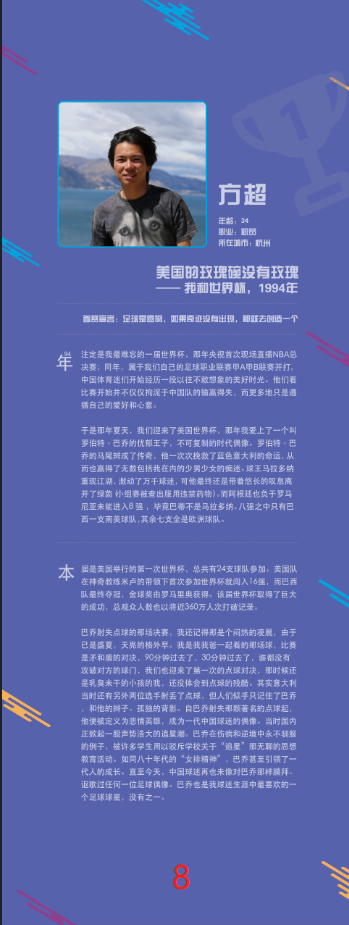 1
方超
年龄：34
职业：职员
所在城市：杭州
美国的玫瑰碗没有玫瑰
—— 我和世界杯，1994年
参赛宣言：足球是圆啊，如果奇迹没有出现，那就去创造一个
94
年
注定是我最难忘的一届世界杯，那年央视首次现场直播NBA总
决赛，同年，属于我们自己的足球职业联赛甲A甲B联赛开打，
中国体育迷们开始经历一段以往不敢想象的美好时光。他们看
比赛开始并不仅仅拘泥于中国队的输赢得失，而更多地只是遵
循自己的爱好和心意。
于是那年夏天，我们迎来了美国世界杯，那年我爱上了一个叫
罗伯特·巴乔的忧郁王子，不可复制的时代偶像。罗伯特·巴
乔的马尾辫成了传奇，他一次次挽救了蓝色意大利的命运，从
而也赢得了无数包括我在内的少男少女的痴迷。球王马拉多纳
重现江湖，激动了万千球迷，可他最终还是带着悠长的叹息离
开了绿茵（小组赛被查出服用违禁药物）。而阿根廷也负于罗马
尼亚未能进入8 强 ，毕竟巴蒂不是马拉多纳。八强之中只有巴
西一支南美球队，其余七支全是欧洲球队。
本
届是美国举行的第一次世界杯，总共有24支球队参加。美国队
在神奇教练米卢的带领下首次参加世界杯就闯入16强，而巴西
队最终夺冠，金球奖由罗马里奥获得。该届世界杯取得了巨大
的成功，总观众人数也以将近360万人次打破记录。
巴乔射失点球的那场决赛，我还记得那是个闷热的凌晨，由于
已是盛夏，天亮的格外早。我是我我爸一起看的那场球，比赛
是矛和盾的对决，90分钟过去了，30分钟过去了，谁都没有
攻破对方的球门，我们也迎来了第一次的点球对决，那时候还
是乳臭未干的小孩的我，还没体会到点球的残酷，其实意大利
当时还有另外两位选手射丢了点球，但人们似乎只记住了巴乔
，和他的辫子。孤独的背影。自巴乔射失那颗著名的点球起，
他便被定义为悲情英雄，成为一代中国球迷的偶像。当时国内
正掀起一股声势浩大的追星潮。巴乔在伤病和逆境中永不驯服
的例子，被许多学生用以驳斥学校关于“追星”那无聊的思想
教育活动。如同八十年代的“女排精神”，巴乔甚至引领了一
代人的成长。直至今天，中国球迷再也未像对巴乔那样膜拜、
讴歌过任何一位足球偶像。巴乔也是我球迷生涯中最喜欢的一
个足球球星，没有之一。
8